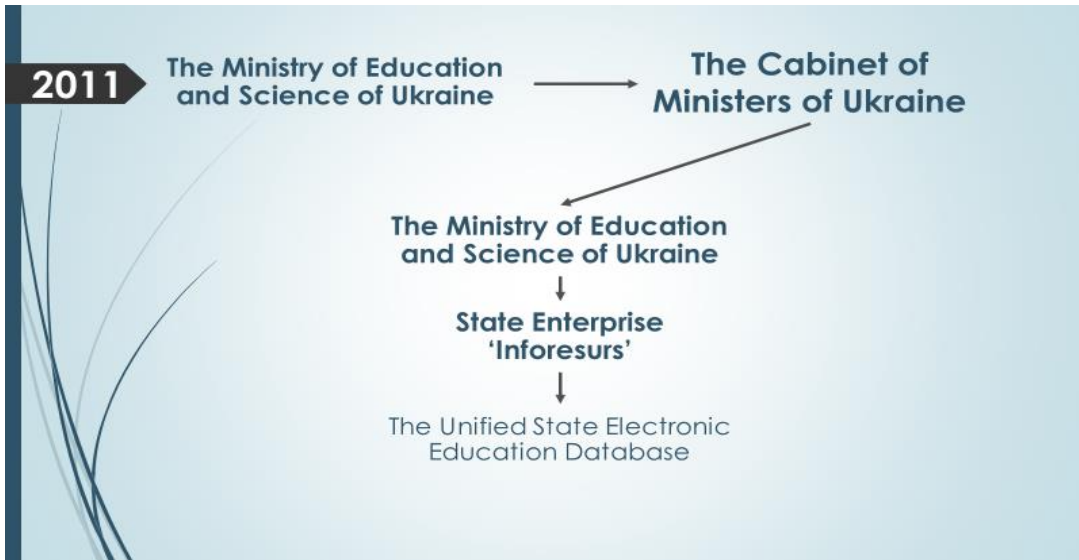 2011
The Ministry of Education
and Science of Ukraine
The Cabinet of
Ministers of Ukraine
The Ministry of Education
and Science of Ukraine
State Enterprise
‘Inforesurs’
The Unified State Electronic
Education Database